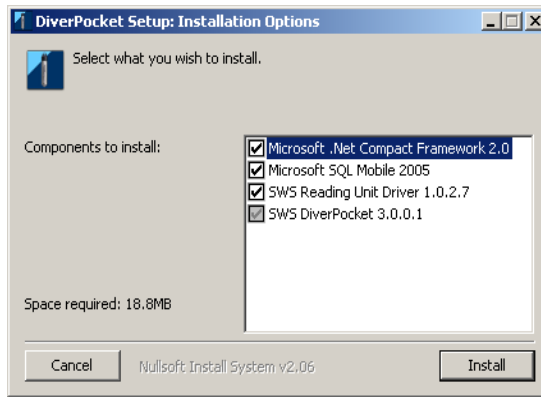 DiverPocket Setup: Installation Options
Select what you wish to install.
Components to install:
Microsoft .Net Compact Framework 2.0
Microsoft SQL Mobile 2005
SWS Reading Unit Driver 1.0.2.7
SWS DiverPocket 3.0.0.1
Space required: 18.8MB
Cancel
Nullsoft Install System v2.06
Install